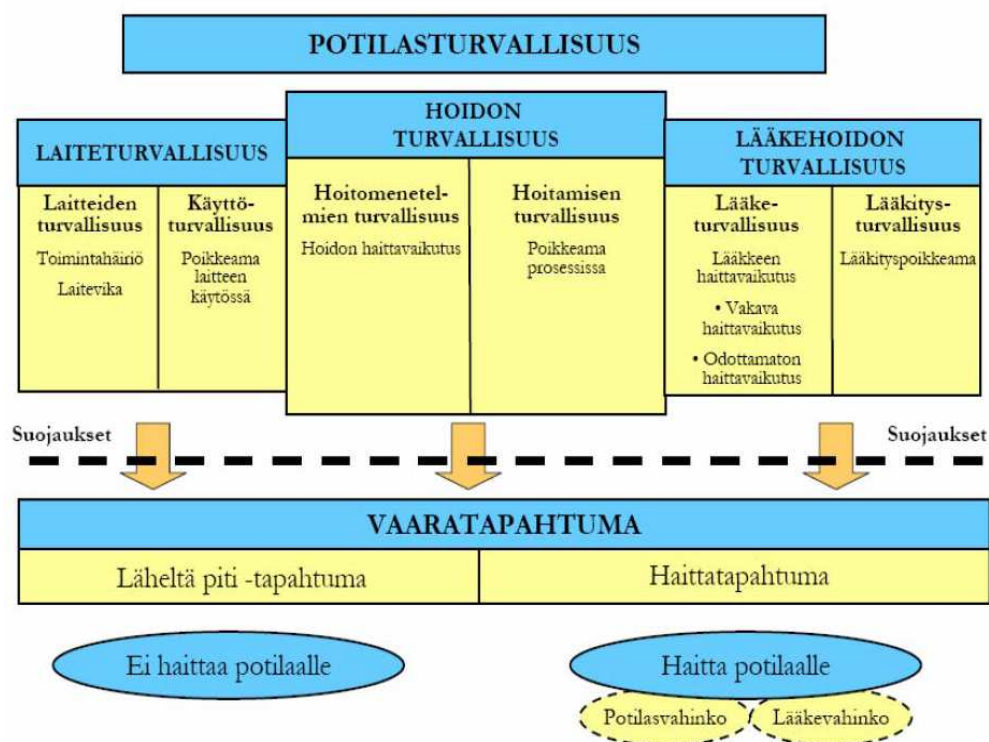 POTILASTURVALLISUUS
LAITETURVALLISUUS
HOIDON
TURVALLISUUS
LÄÄKEHOIDON
TURVALLISUUS
Laitteiden
turvallisuus
Toimintahäiriö
Laitevika
Käyttö-
turvallisuus
Poikkeama
laitteen
käytössä
Hoitomenetel-
mien turvallisuus
Hoidon haittavaikutus
Hoitamisen
turvallisuus
Poikkeama
prosessissa
Lääke-
turvallisuus
Lääkkeen
haittavaikutus
• Vakava
haittavaikutus
• Odottamaton
haittavaikutus
Lääkitys-
turvallisuus
Lääkityspoikkeama
Suojaukset
Suojaukset
VAARATAPAHTUMA
Läheltä piti -tapahtuma
Haittatapahtuma
Ei haittaa potilaalle
Haitta potilaalle
Potilasvahinko
Lääkevahinko